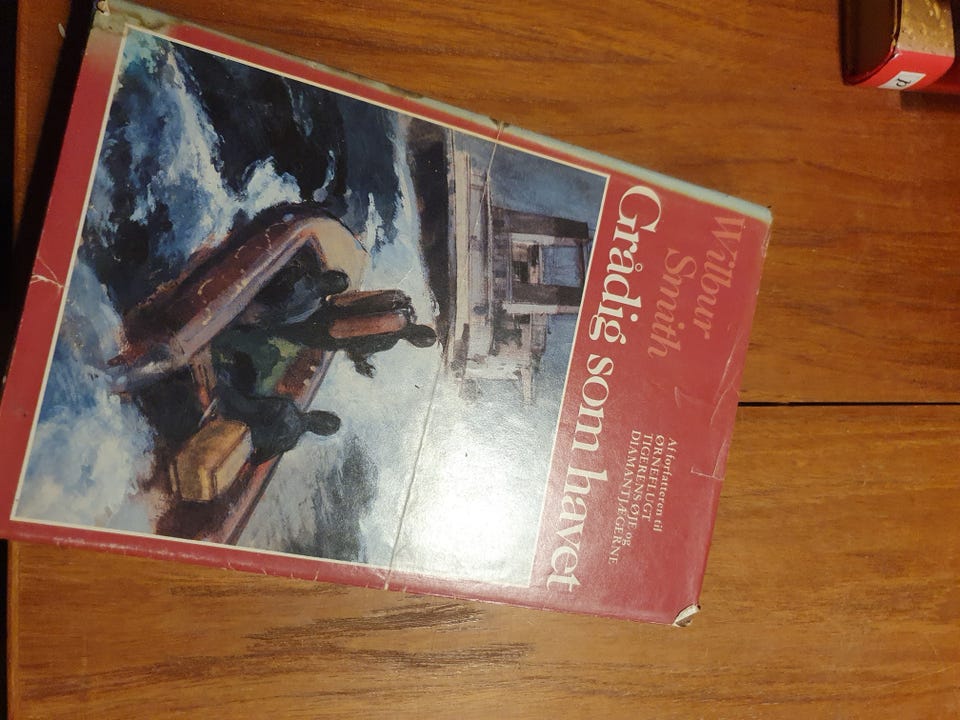 Wilbur
Smith
Af forfatteren til
ØRNEFLUGT
TIGERENS ØJE og
DIAMANTJÆGERNE
Grådig som havet